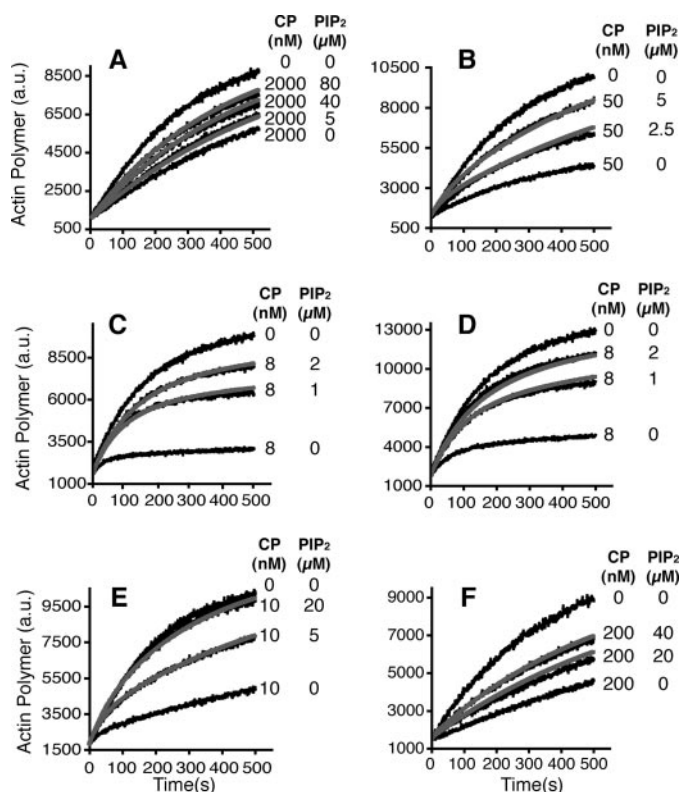 A
CP PIP2
(nM) (µM)
0 0
2000 80
2000 40
2000 5
2000 0
8500
6500
4500
2500
500
Actin Polymer (a.u.)
0 100 200 300 400 500
B
CP PIP2
(nM) (µM)
0 0
50 5
50 2.5
50 0
10500
8000
5500
3000
500
0 100 200 300 400 500
C
CP PIP2
(nM) (µM)
0 0
8 2
8 1
8 0
8500
6000
3500
1000
Actin Polymer (a.u.)
0 100 200 300 400 500
D
CP PIP2
(nM) (µM)
0 0
8 2
8 1
8 0
13000
10000
7000
4000
1000
0 100 200 300 400 500
E
CP PIP2
(nM) (µM)
0 0
10 20
10 5
10 0
9500
7500
5500
3500
1500
Actin Polymer (a.u.)
0 100 200 300 400 500
Time(s)
F
CP PIP2
(nM) (µM)
0 0
200 40
200 20
200 0
9000
7000
5000
3000
1000
0 100 200 300 400 500
Time(s)